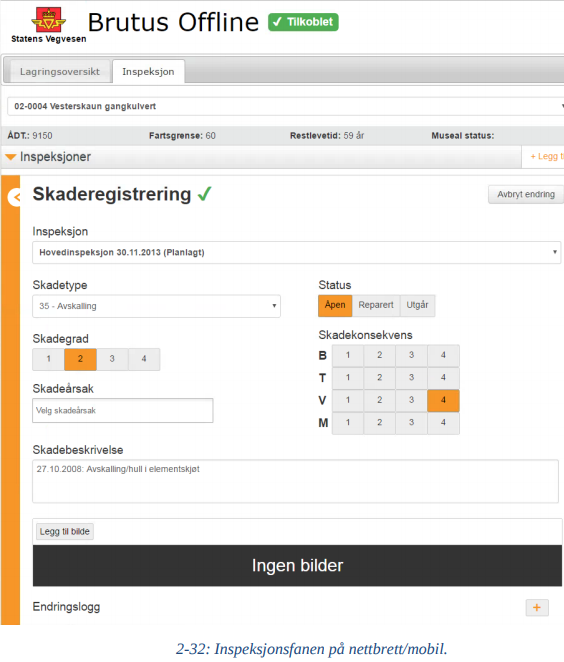 Brutus Offline
✓ Tilkoblet
Statens Vegvesen
Lagringsoversikt Inspeksjon
02-0004 Vesterskaun gangkulvert
ÅDT.: 9150 Fartsgrense: 60 Restlevetid: 59 år Museal status:
Inspeksjoner + Legg t
Skaderegistrering ✓ Avbryt endring
Inspeksjon
Hovedinspeksjon 30.11.2013 (Planlagt)
Skadetype Status
35 - Avskalling Åpen Reparert Utgår
Skadegrad Skadekonsekvens
1 2 3 4 B 1 2 3 4
T 1 2 3 4
Skadeårsak V 1 2 3 4
Velg skadeårsak M 1 2 3 4
Skadebeskrivelse
27.10.2008: Avskalling/hull i elementskjøt
Legg til bilde
Ingen bilder
Endringslogg +
2-32: Inspeksjonsfanen på nettbrett/mobil.